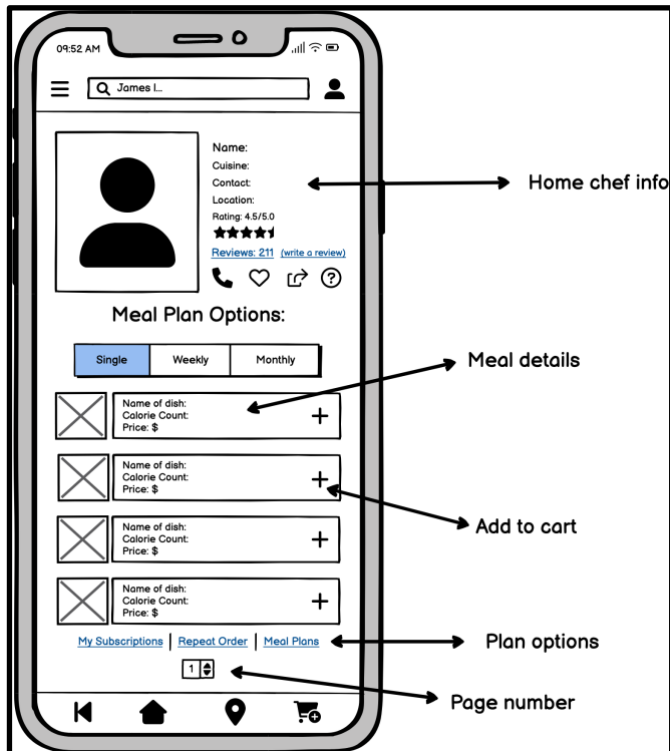 09:52 AM
James l...
Name:
Cuisine:
Contact:
Location:
Rating: 4.5/5.0
Reviews: 211 (write a review)
Home chef info
Meal Plan Options:
Single Weekly Monthly
Meal details
Name of dish:
Calorie Count:
Price: $
Name of dish:
Calorie Count:
Price: $
Add to cart
Name of dish:
Calorie Count:
Price: $
Name of dish:
Calorie Count:
Price: $
My Subscriptions | Repeat Order | Meal Plans
Plan options
1
Page number